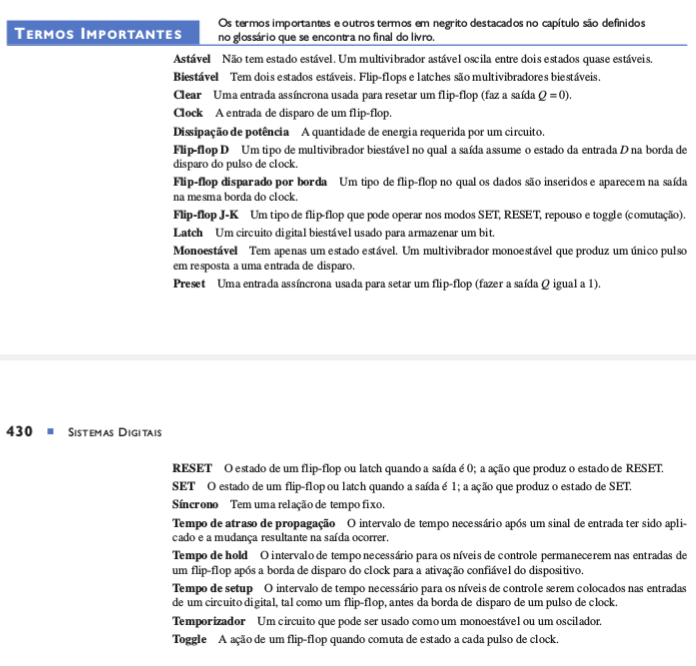 TERMOS IMPORTANTES
Os termos importantes e outros termos em negrito destacados no capítulo são definidos
no glossário que se encontra no final do livro.
Astável Não tem estado estável. Um multivibrador astável oscila entre dois estados quase estáveis.
Biestável Tem dois estados estáveis. Flip-flops e latches são multivibradores biestáveis.
Clear Uma entrada assíncrona usada para resetar um flip-flop (faz a saída Q = 0).
Clock A entrada de disparo de um flip-flop.
Dissipação de potência A quantidade de energia requerida por um circuito.
Flip-flop D Um tipo de multivibrador biestável no qual a saída assume o estado da entrada D na borda de
disparo do pulso de clock.
Flip-flop disparado por borda Um tipo de flip-flop no qual os dados são inseridos e aparecem na saída
na mesma borda do clock.
Flip-flop J-K Um tipo de flip-flop que pode operar nos modos SET, RESET, repouso e toggle (comutação).
Latch Um circuito digital biestável usado para armazenar um bit.
Monoestável Tem apenas um estado estável. Um multivibrador monoestável que produz um único pulso
em resposta a uma entrada de disparo.
Preset Uma entrada assíncrona usada para setar um flip-flop (fazer a saída Q igual a 1).
430 ■ SISTEMAS DIGITAIS
RESET O estado de um flip-flop ou latch quando a saída é 0; a ação que produz o estado de RESET.
SET O estado de um flip-flop ou latch quando a saída é 1; a ação que produz o estado de SET.
Síncrono Tem uma relação de tempo fixo.
Tempo de atraso de propagação O intervalo de tempo necessário após um sinal de entrada ter sido apli-
cado e a mudança resultante na saída ocorrer.
Tempo de hold O intervalo de tempo necessário para os níveis de controle permanecerem nas entradas de
um flip-flop após a borda de disparo do clock para a ativação confiável do dispositivo.
Tempo de setup O intervalo de tempo necessário para os níveis de controle serem colocados nas entradas
de um circuito digital, tal como um flip-flop, antes da borda de disparo de um pulso de clock.
Temporizador Um circuito que pode ser usado como um monoestável ou um oscilador.
Toggle A ação de um flip-flop quando comuta de estado a cada pulso de clock.